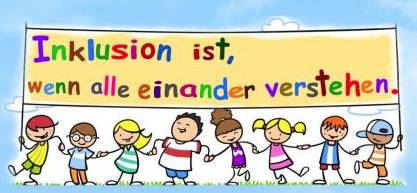 Inklusion ist,
wenn alle einander verstehen.